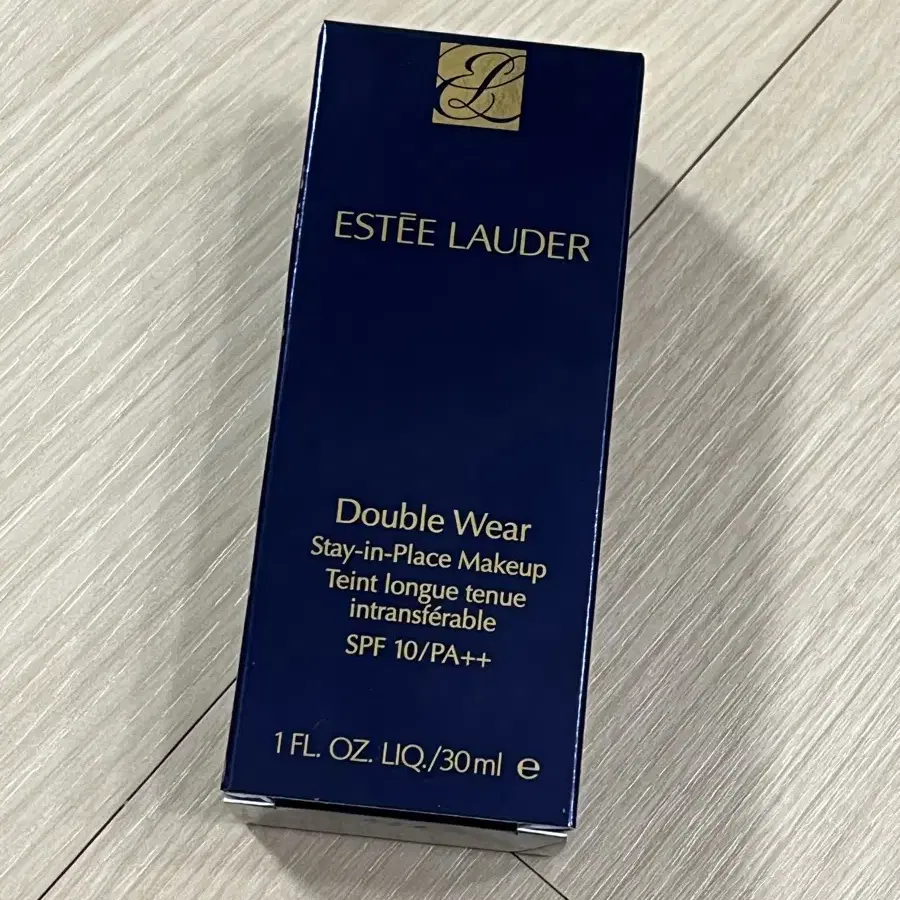 ESTĒE LAUDER
Double Wear
Stay-in-Place Makeup
Teint longue tenue
intransférable
SPF 10/PA++
1 FL. OZ. LIQ./30ml e